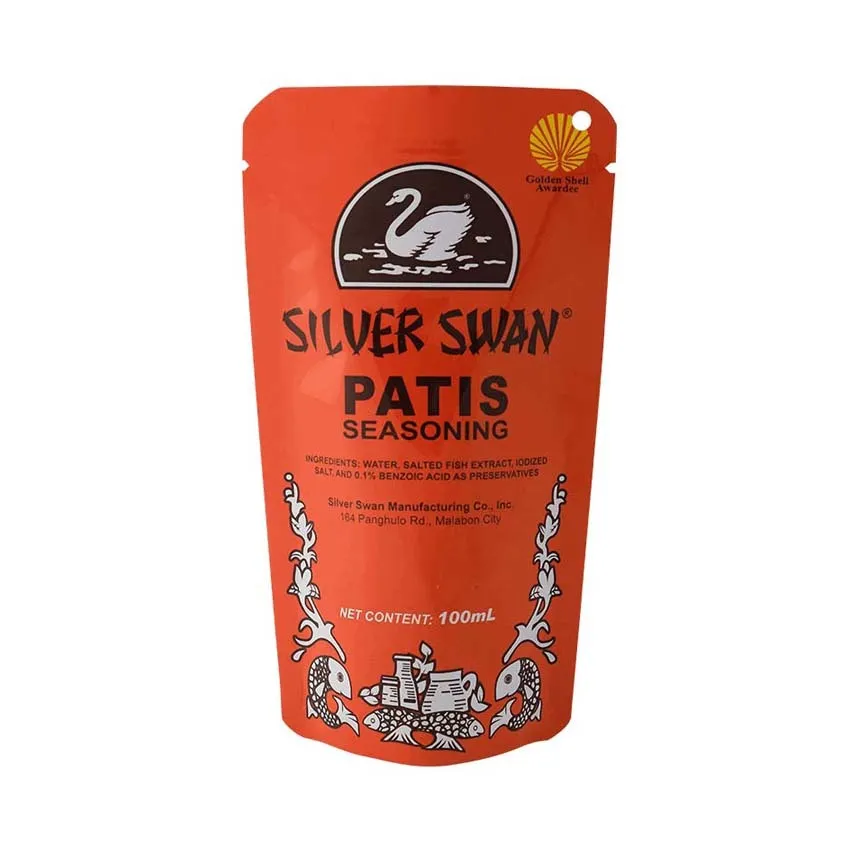 Golden Shell
Awardee
SILVER SWAN®
PATIS
SEASONING
INGREDIENTS: WATER, SALTED FISH EXTRACT, IODIZED
SALT, AND 0.1% BENZOIC ACID AS PRESERVATIVES
Silver Swan Manufacturing Co., Inc.
164 Panghulo Rd., Malabon City
NET CONTENT: 100mL